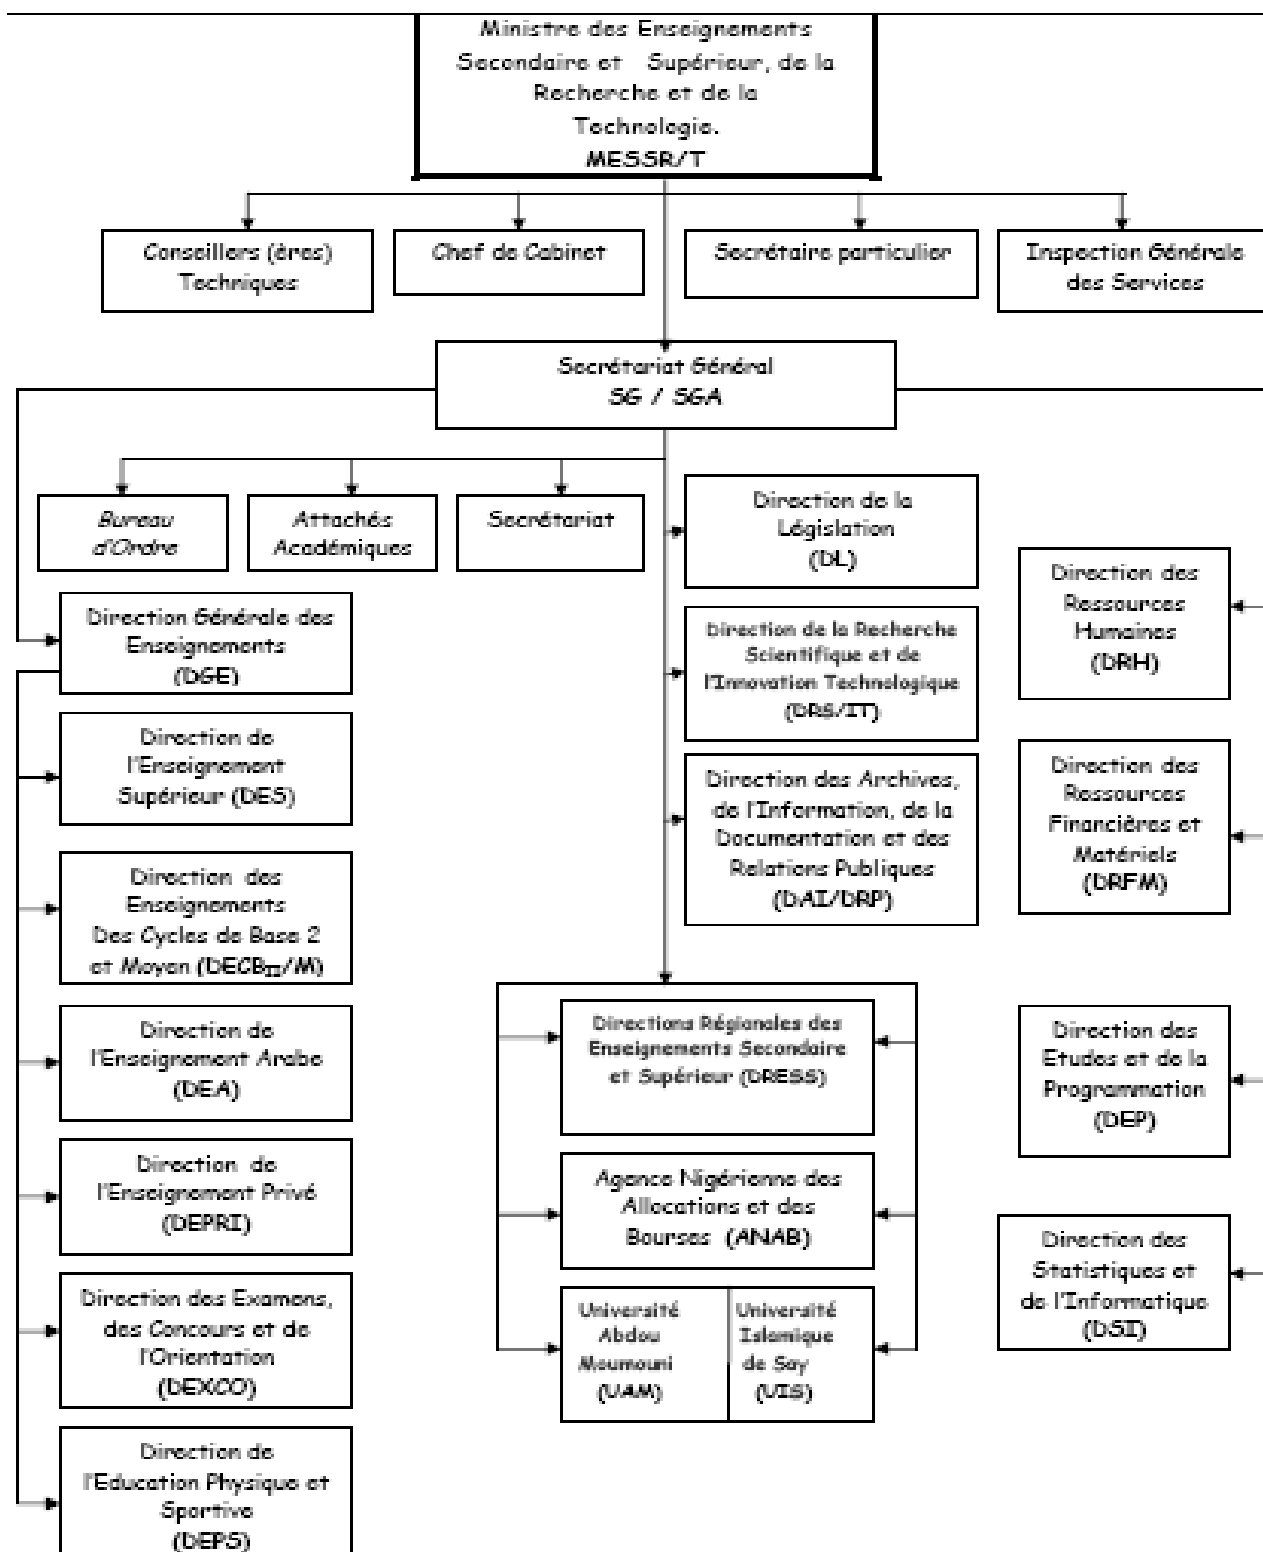 Ministre des Enseignements
Secondaire et Supérieur, de la
Recherche et de la
Technologie.
MESSR/T
Conseillers (ères)
Techniques
Chef de Cabinet
Secrétaire particulier
Inspection Générale
des Services
Secrétariat Général
SG / SGA
Bureau
d'Ordre
Attachés
Académiques
Secrétariat
Direction de la
Législation
(DL)
Direction de la Recherche
Scientifique et de
l'Innovation Technologique
(DRS/IT)
Direction des Archives,
de l'Information, de la
Documentation et des
Relations Publiques
(DAI/DRP)
Direction des
Ressources
Humaines
(DRH)
Direction des
Ressources
Financières et
Matériels
(DRFM)
Direction des
Etudes et de la
Programmation
(DEP)
Direction des
Statistiques et
de l'Informatique
(DSI)
Direction Générale des
Enseignements
(DGE)
Direction de
l'Enseignement
Supérieur (DES)
Direction des
Enseignements
Des Cycles de Base 2
et Moyen (DECBII/M)
Direction de
l'Enseignement Arabe
(DEA)
Direction de
l'Enseignement Privé
(DEPRI)
Direction des Examens,
des Concours et de
l'Orientation
(DEXCO)
Direction de
l'Education Physique et
Sportive
(DEPS)
Directions Régionales des
Enseignements Secondaire
et Supérieur (DRESS)
Agence Nigérienne des
Allocations et des
Bourses (ANAB)
Université
Abdou
Moumouni
(UAM)
Université
Islamique
de Say
(UIS)